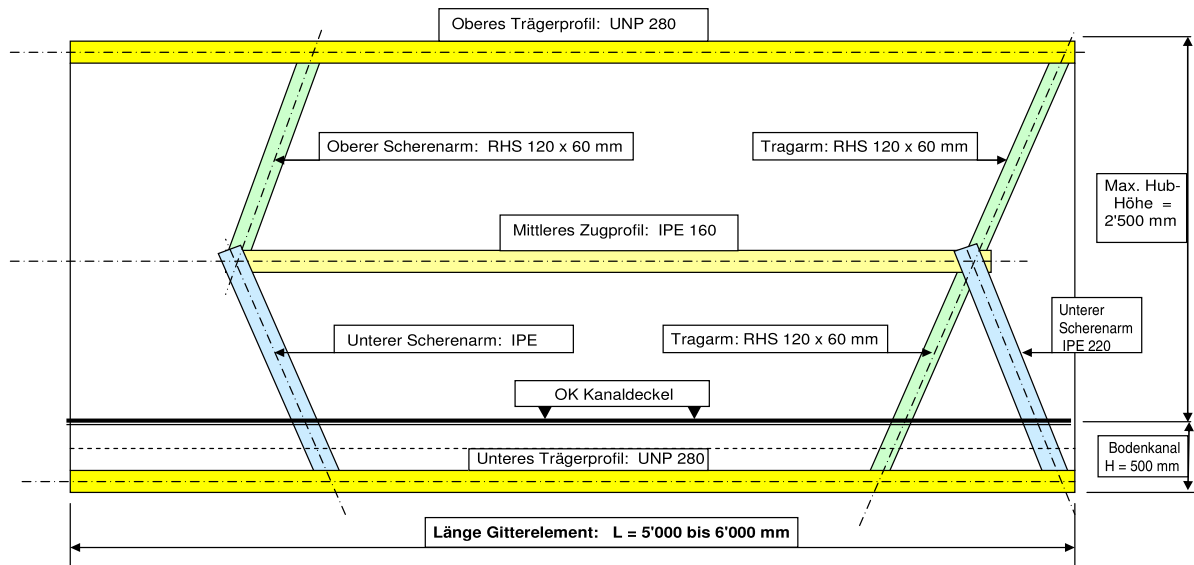 Oberes Trägerprofil: UNP 280
Oberer Scherenarm: RHS 120 x 60 mm
Tragarm: RHS 120 x 60 mm
Max. Hub-
Höhe =
2'500 mm
Mittleres Zugprofil: IPE 160
Unterer Scherenarm: IPE
Tragarm: RHS 120 x 60 mm
Unterer
Scherenarm
IPE 220
OK Kanaldeckel
Unteres Trägerprofil: UNP 280
Bodenkanal
H = 500 mm
Länge Gitterelement: L = 5'000 bis 6'000 mm